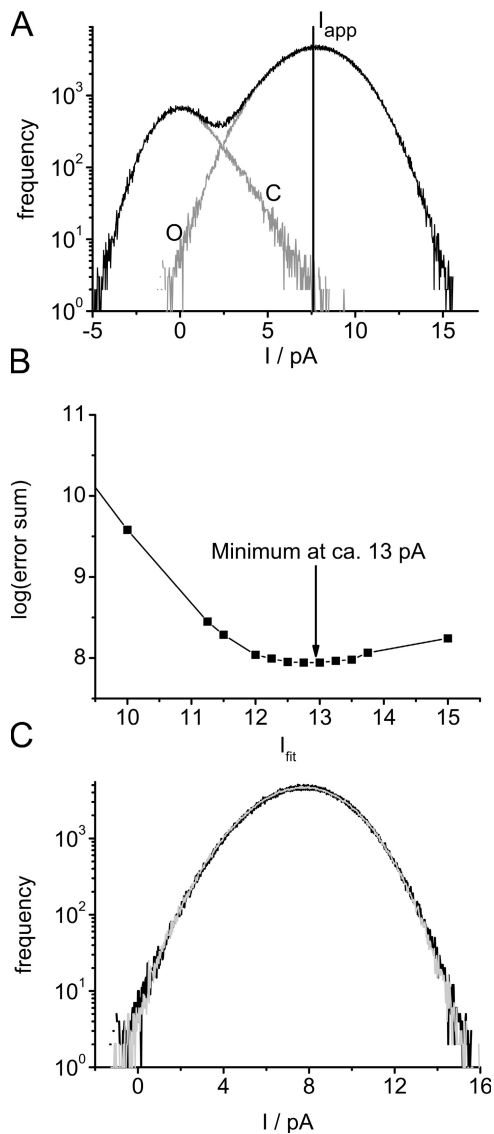 A
I_app
frequency
10^3
10^2
10^1
10^0
O
C
-5 0 5 10 15
I / pA
B
log(error sum)
11
10
9
8
Minimum at ca. 13 pA
10 11 12 13 14 15
I_fit
C
frequency
10^3
10^2
10^1
10^0
0 4 8 12 16
I / pA